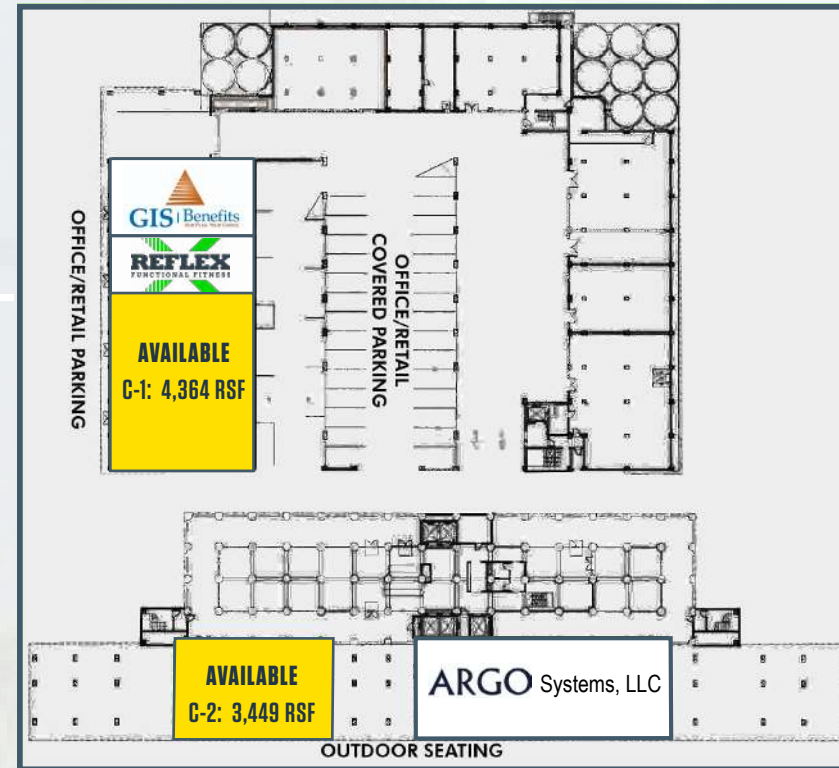 GIS | Benefits
REFLEX
FUNCTIONAL FITNESS
AVAILABLE
C-1: 4,364 RSF
OFFICE/RETAIL PARKING
OFFICE/RETAIL
COVERED PARKING
AVAILABLE
C-2: 3,449 RSF
ARGO Systems, LLC
OUTDOOR SEATING